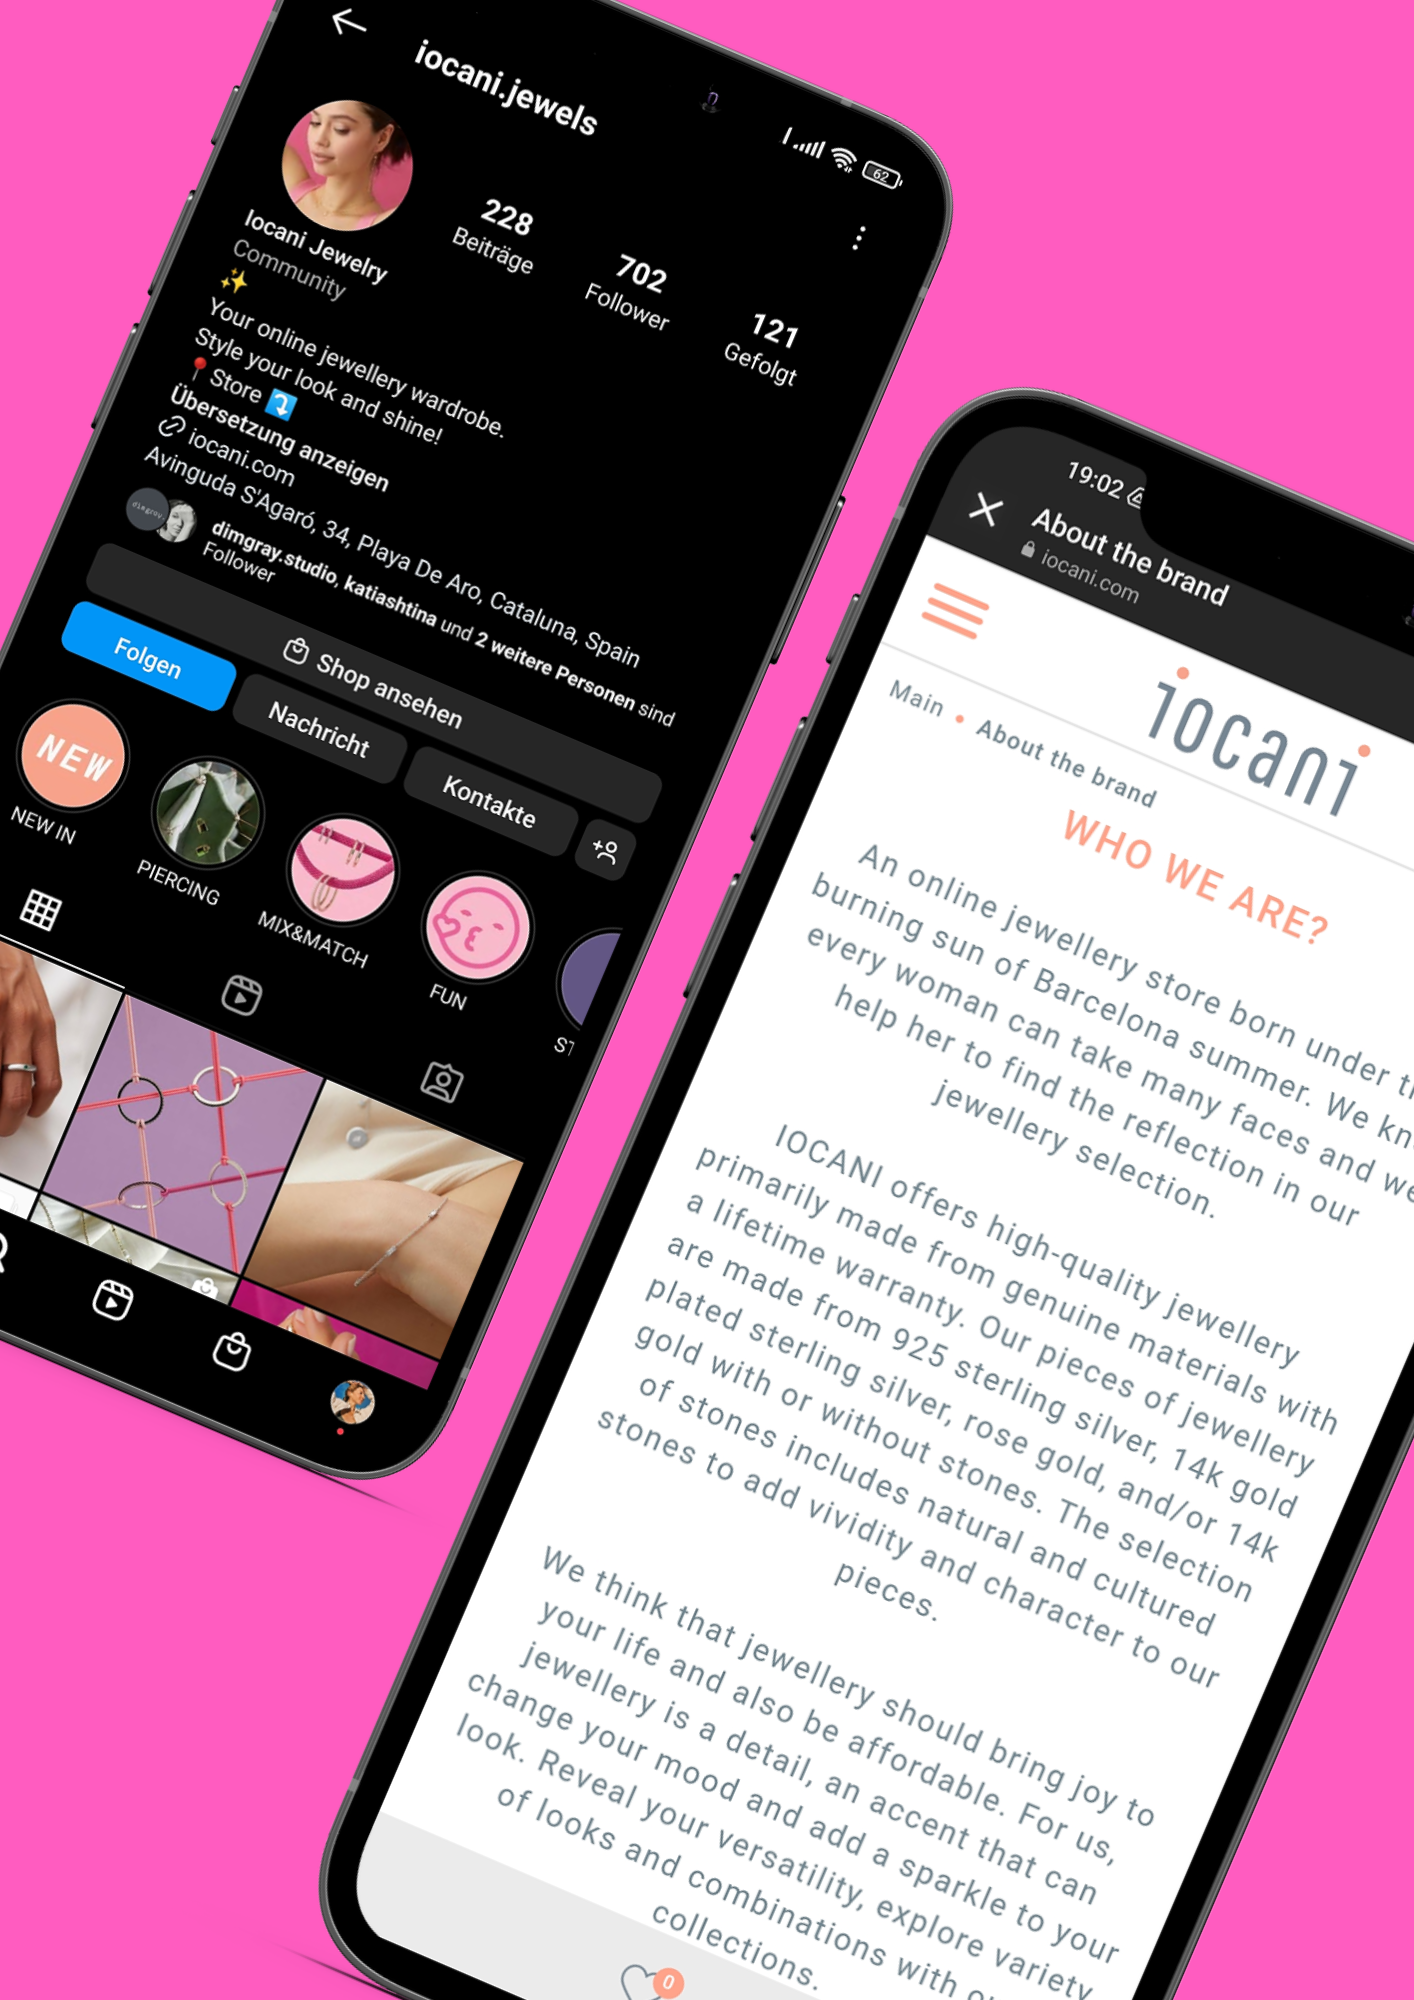 iocani.jewels
62
228
Beiträge
702
Follower
121
Gefolgt
Iocani Jewelry
Community
Your online jewellery wardrobe.
Style your look and shine!
Store
Übersetzung anzeigen
iocani.com
Avinguda S'Agaró, 34, Playa De Aro, Cataluna, Spain
dimgray.studio, katiashtina und 2 weitere Personen sind
Follower
Shop ansehen
Folgen
Nachricht
Kontakte
NEW
NEW IN
PIERCING
MIX&MATCH
FUN
ST
19:02
About the brand
iocani.com
iocani
Main • About the brand
WHO WE ARE?
An online jewellery store born under
burning sun of Barcelona summer. We
every woman can take many faces and
help her to find the reflection in our
jewellery selection.
IOCANI offers high-quality jewellery
primarily made from genuine materials with
a lifetime warranty. Our pieces of jewellery
are made from 925 sterling silver, 14k gold
plated sterling silver, rose gold, and/or 14k
gold with or without stones. The selection
of stones includes natural and cultured
stones to add vividity and character to our
pieces.
We think that jewellery should bring joy to
your life and also be affordable. For us,
jewellery is a detail, an accent that can
change your mood and add a sparkle to your
look. Reveal your versatility, explore variety
of looks and combinations with
collections.
0